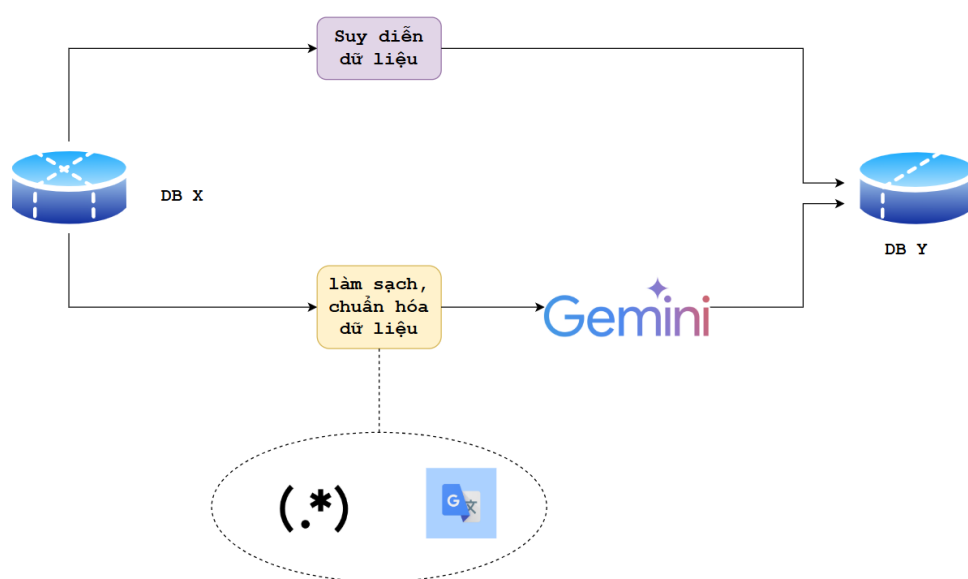 Suy diễn
dữ liệu
DB X
DB Y
làm sạch,
chuẩn hóa
dữ liệu
Gemini
(.*)
G 文